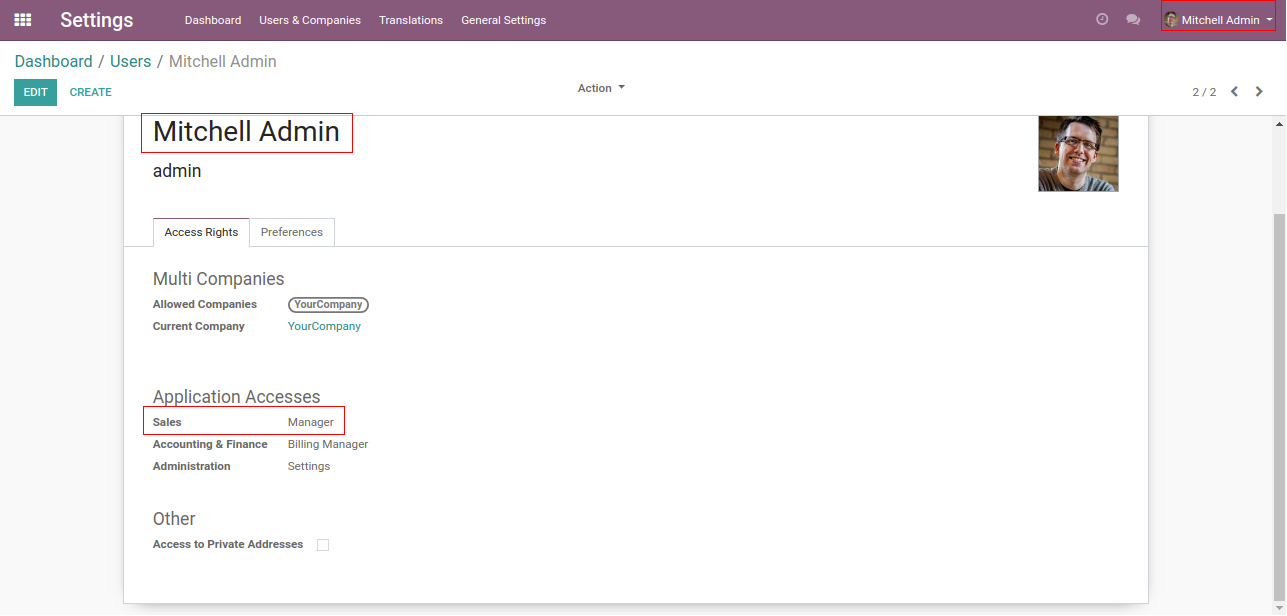 Settings Dashboard Users & Companies Translations General Settings Mitchell Admin
Dashboard / Users / Mitchell Admin
EDIT CREATE Action 2 / 2
Mitchell Admin
admin
Access Rights Preferences
Multi Companies
Allowed Companies YourCompany
Current Company YourCompany
Application Accesses
Sales Manager
Accounting & Finance Billing Manager
Administration Settings
Other
Access to Private Addresses